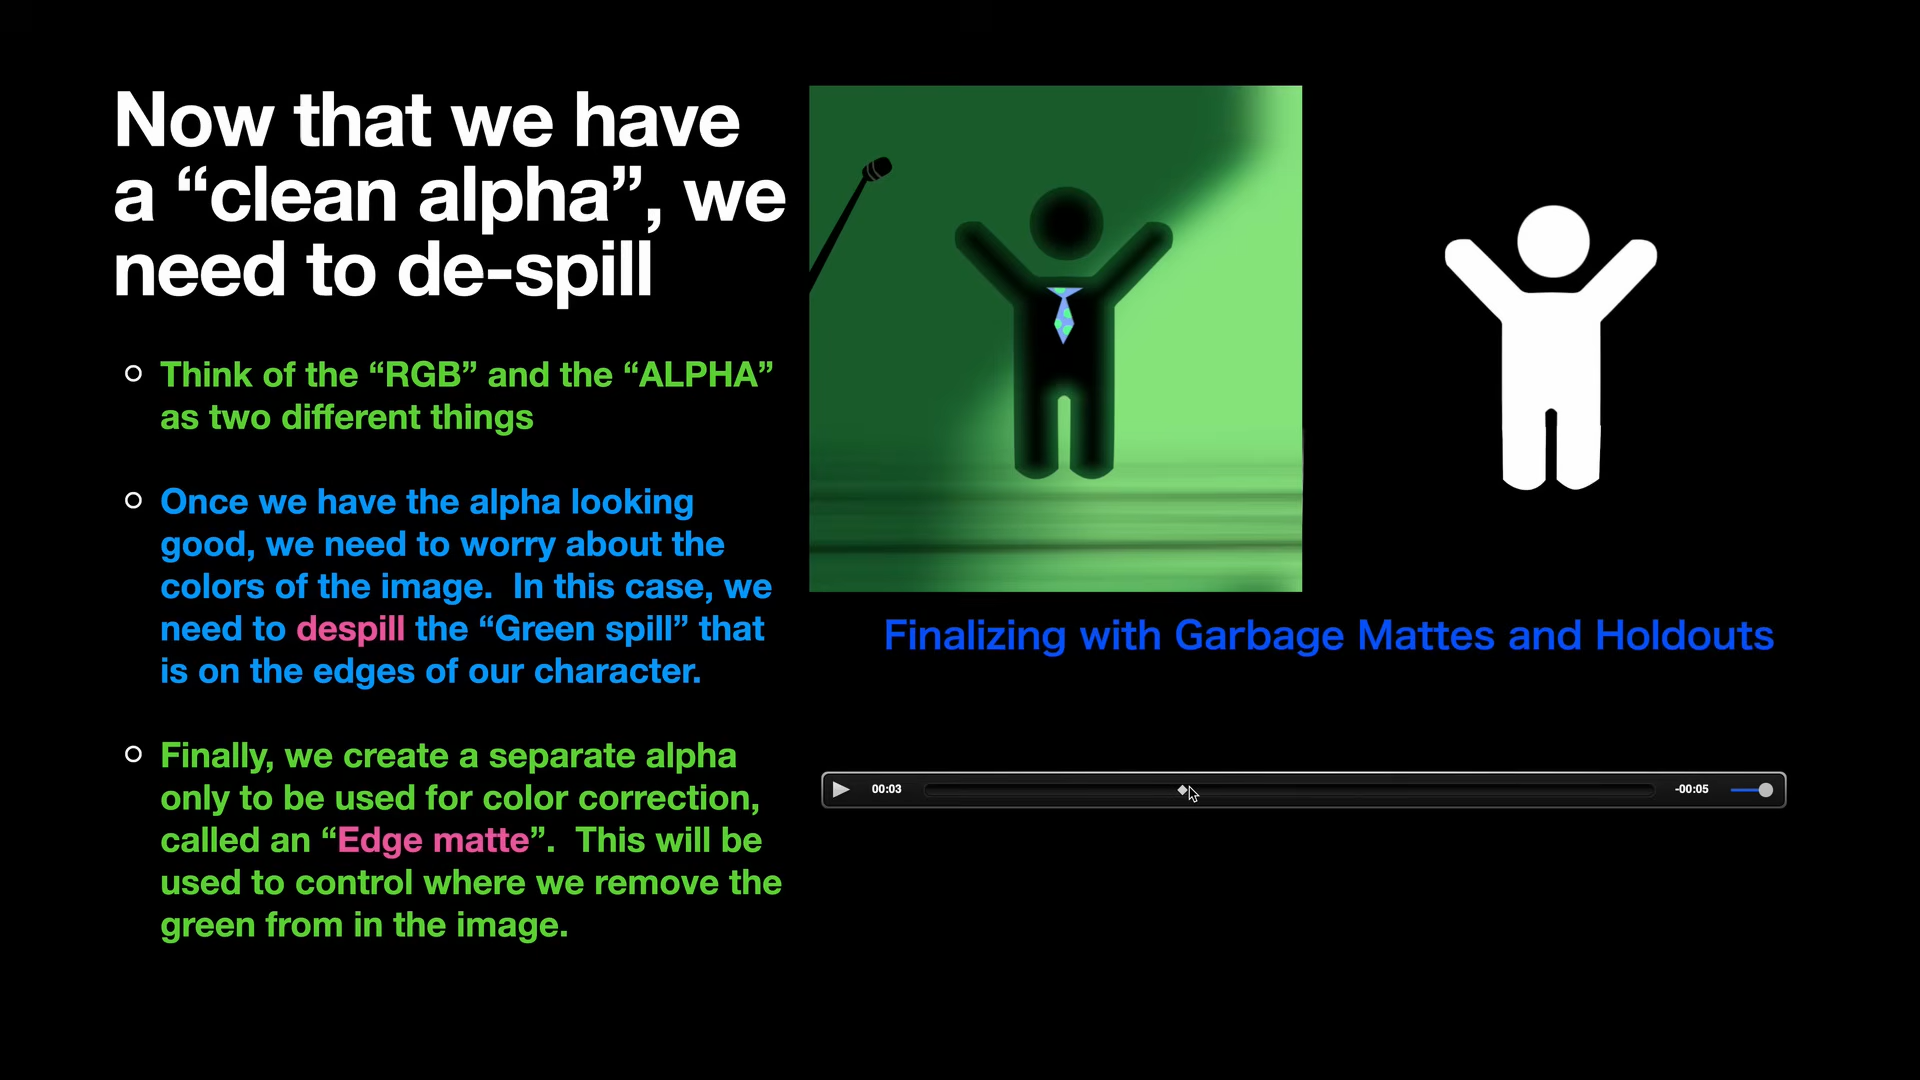 Now that we have
a “clean alpha”, we
need to de-spill
Think of the “RGB” and the “ALPHA”
as two different things
Once we have the alpha looking
good, we need to worry about the
colors of the image.  In this case, we
need to despill the “Green spill” that
is on the edges of our character.
Finally, we create a separate alpha
only to be used for color correction,
called an “Edge matte”.  This will be
used to control where we remove the
green from in the image.
Finalizing with Garbage Mattes and Holdouts
00:03
-00:05